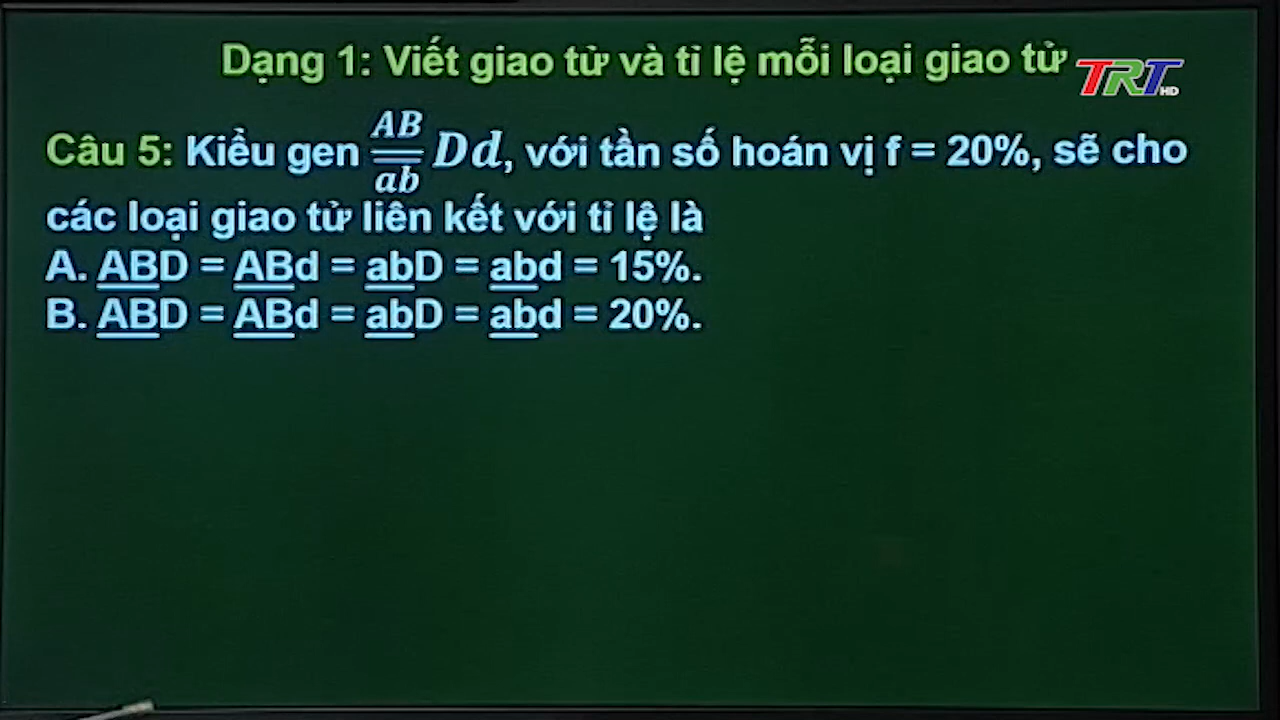 Dạng 1: Viết giao tử và tỉ lệ mỗi loại giao tử
TRT HD
Câu 5: Kiểu gen AB/ab Dd, với tần số hoán vị f = 20%, sẽ cho
các loại giao tử liên kết với tỉ lệ là
A. ABD = ABd = abD = abd = 15%.
B. ABD = ABd = abD = abd = 20%.